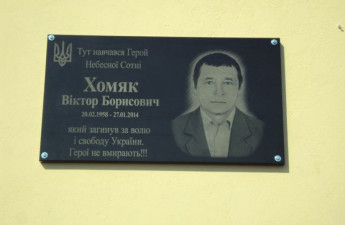 Тут навчався Герой
Небесної Сотні
Хомяк
Віктор Борисович
26.02.1958 - 27.01.2014
який загинув за волю
і свободу України.
Герої не вмирають!!!